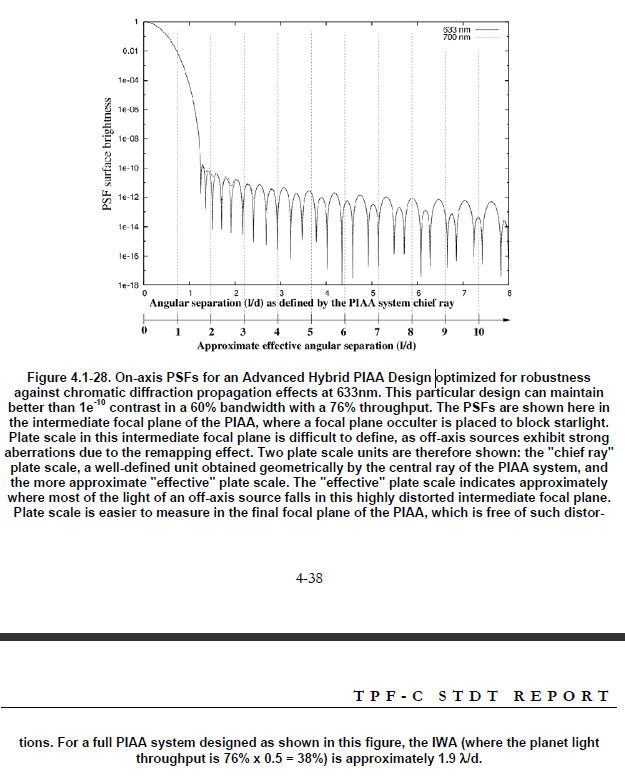 633 nm
700 nm
1
0.01
1e-04
1e-06
1e-08
1e-10
1e-12
1e-14
1e-16
1e-18
PSF surface brightness
0 1 2 3 4 5 6 7 8
Angular separation (l/d) as defined by the PIAA system chief ray
0 1 2 3 4 5 6 7 8 9 10
Approximate effective angular separation (l/d)
Figure 4.1-28. On-axis PSFs for an Advanced Hybrid PIAA Design optimized for robustness
against chromatic diffraction propagation effects at 633nm. This particular design can maintain
better than 1e⁻¹⁰ contrast in a 60% bandwidth with a 76% throughput. The PSFs are shown here in
the intermediate focal plane of the PIAA, where a focal plane occulter is placed to block starlight.
Plate scale in this intermediate focal plane is difficult to define, as off-axis sources exhibit strong
aberrations due to the remapping effect. Two plate scale units are therefore shown: the "chief ray"
plate scale, a well-defined unit obtained geometrically by the central ray of the PIAA system, and
the more approximate "effective" plate scale. The "effective" plate scale indicates approximately
where most of the light of an off-axis source falls in this highly distorted intermediate focal plane.
Plate scale is easier to measure in the final focal plane of the PIAA, which is free of such distor-
4-38
TPF-C STDT REPORT
tions. For a full PIAA system designed as shown in this figure, the IWA (where the planet light
throughput is 76% x 0.5 = 38%) is approximately 1.9 λ/d.